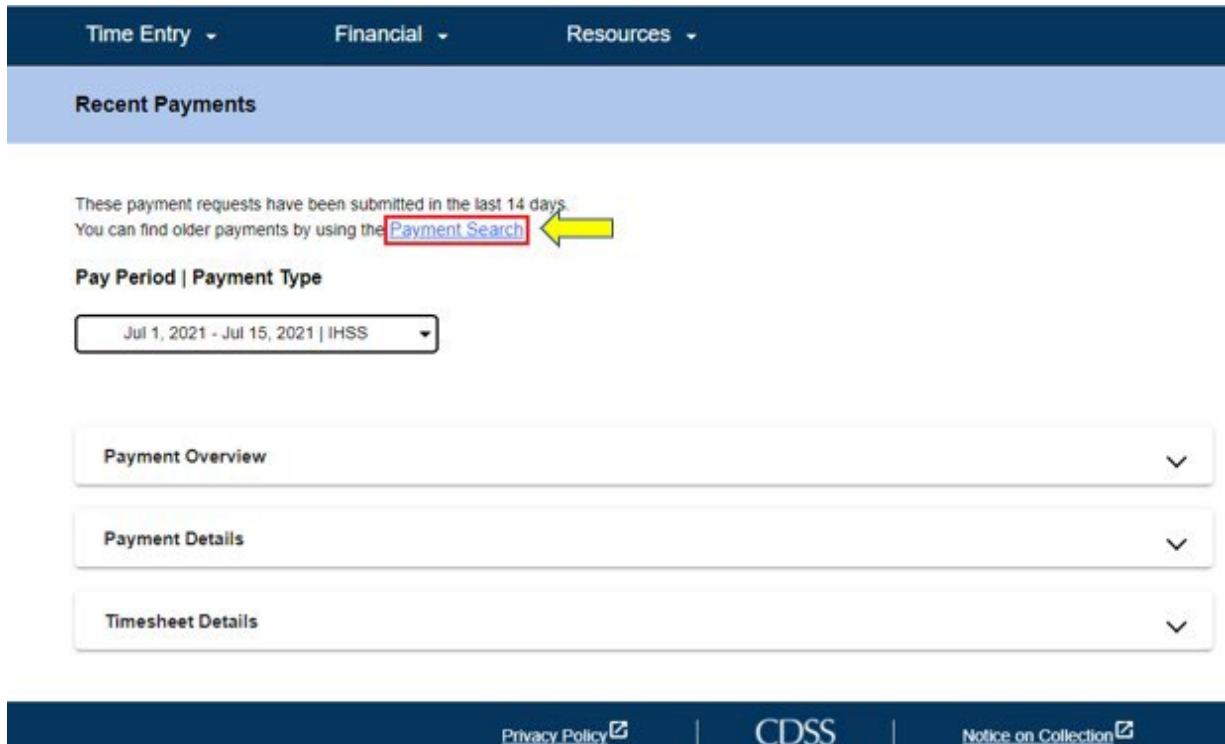 Time Entry Financial Resources
Recent Payments
These payment requests have been submitted in the last 14 days.
You can find older payments by using the Payment Search
Pay Period | Payment Type
Jul 1, 2021 - Jul 15, 2021 | IHSS
Payment Overview
Payment Details
Timesheet Details
Privacy Policy | CDSS | Notice on Collection